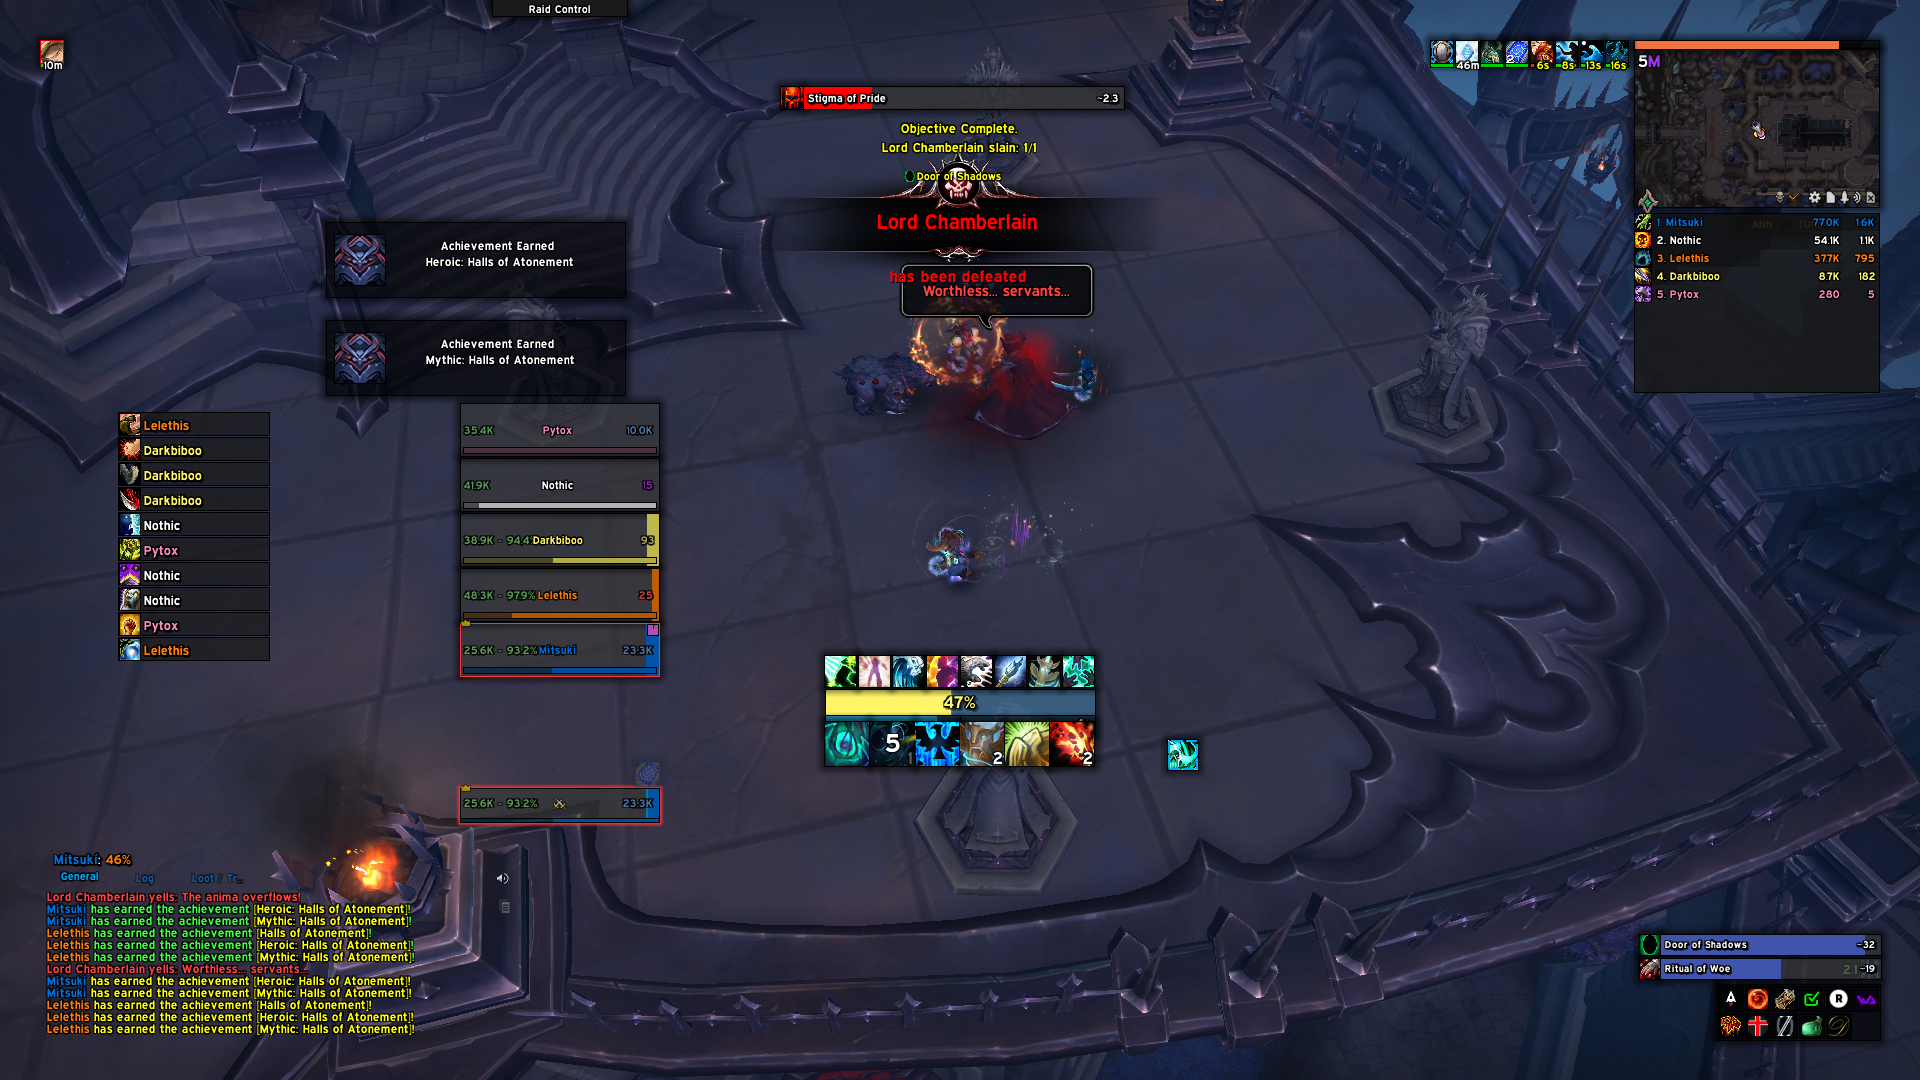 Raid Control
10m
46m
2
6s
8s
13s
16s
5M
Stigma of Pride
~2.3
Objective Complete.
Lord Chamberlain slain: 1/1
Door of Shadows
Lord Chamberlain
has been defeated
Worthless... servants...
Achievement Earned
Heroic: Halls of Atonement
Achievement Earned
Mythic: Halls of Atonement
1. Mitsuki 77.0K 1.6K
2. Nothic 54.1K 1.1K
3. Lelethis 37.7K 795
4. Darkbiboo 8.7K 182
5. Pytox 280 5
Lelethis
Darkbiboo
Darkbiboo
Darkbiboo
Nothic
Pytox
Nothic
Nothic
Pytox
Lelethis
35.4K Pytox 10.0K
41.9K Nothic 15
38.9K - 94.4% Darkbiboo 93
48.3K - 97.9% Lelethis 25
25.6K - 93.2% Mitsuki 23.3K
47%
5
1
2
2
25.6K - 93.2% 23.3K
Mitsuki: 46%
General Log Loot / Tr...
Lord Chamberlain yells: The anima overflows!
Mitsuki has earned the achievement [Heroic: Halls of Atonement]!
Mitsuki has earned the achievement [Mythic: Halls of Atonement]!
Lelethis has earned the achievement [Halls of Atonement]!
Lelethis has earned the achievement [Heroic: Halls of Atonement]!
Lelethis has earned the achievement [Mythic: Halls of Atonement]!
Lord Chamberlain yells: Worthless... servants...
Mitsuki has earned the achievement [Heroic: Halls of Atonement]!
Mitsuki has earned the achievement [Mythic: Halls of Atonement]!
Lelethis has earned the achievement [Halls of Atonement]!
Lelethis has earned the achievement [Heroic: Halls of Atonement]!
Lelethis has earned the achievement [Mythic: Halls of Atonement]!
Door of Shadows ~32
Ritual of Woe 2.1 ~19
R